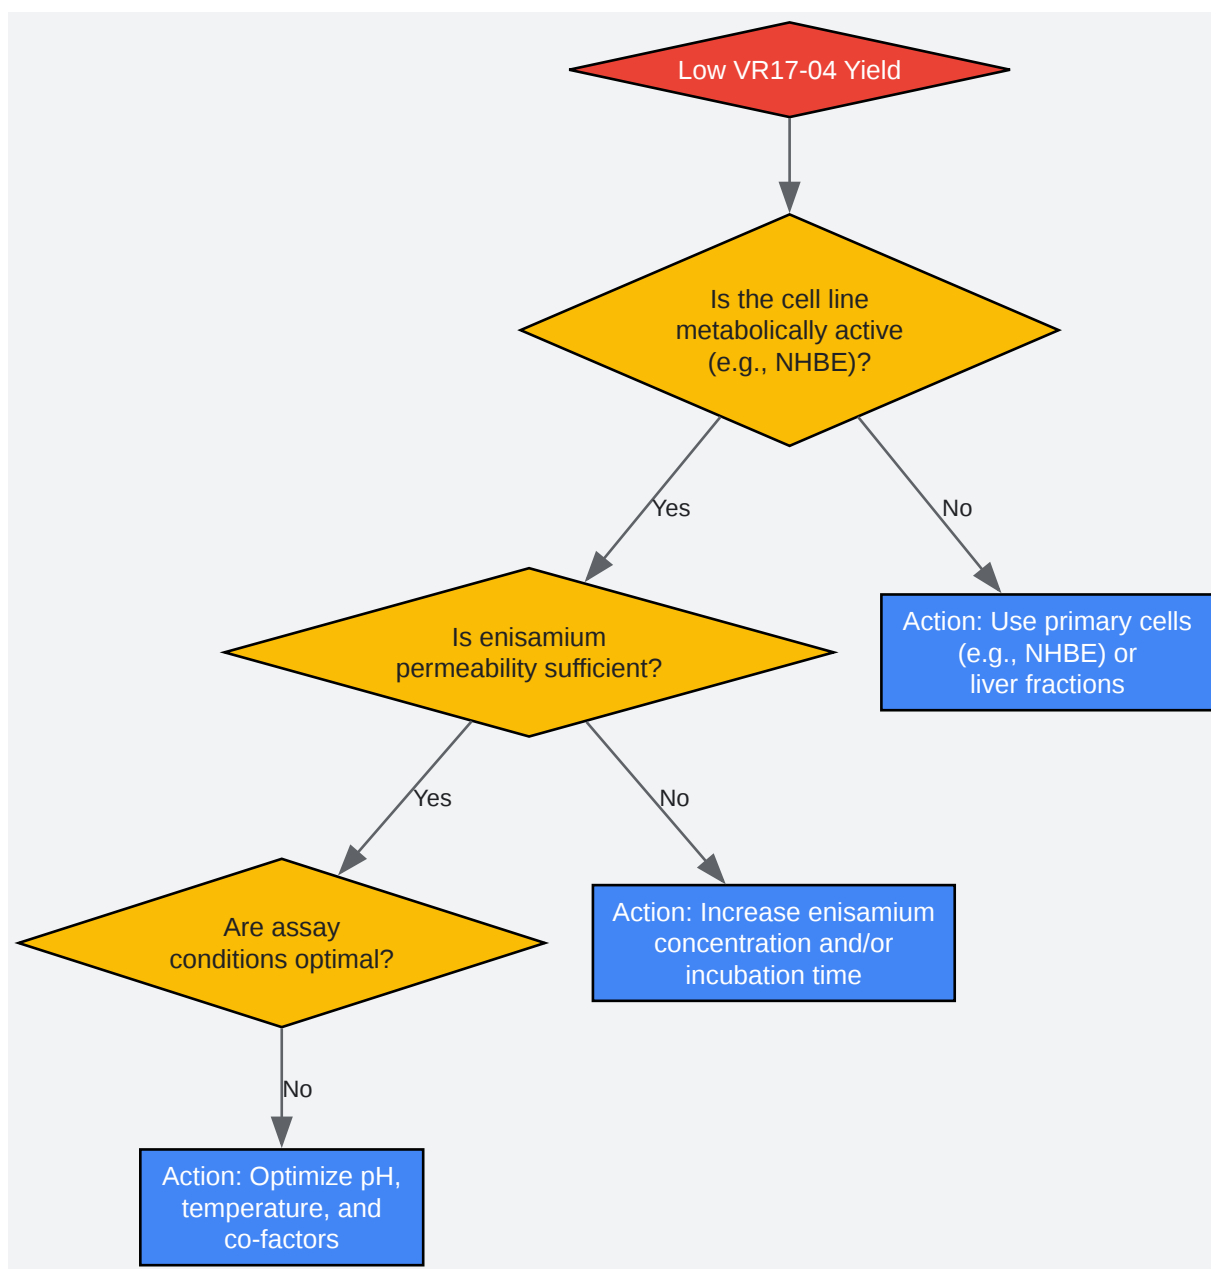 Low VR17-04 Yield
Is the cell line
metabolically active
(e.g., NHBE)?
Yes
No
Is enisamium
permeability sufficient?
Action: Use primary cells
(e.g., NHBE) or
liver fractions
Yes
No
Are assay
conditions optimal?
Action: Increase enisamium
concentration and/or
incubation time
No
Action: Optimize pH,
temperature, and
co-factors